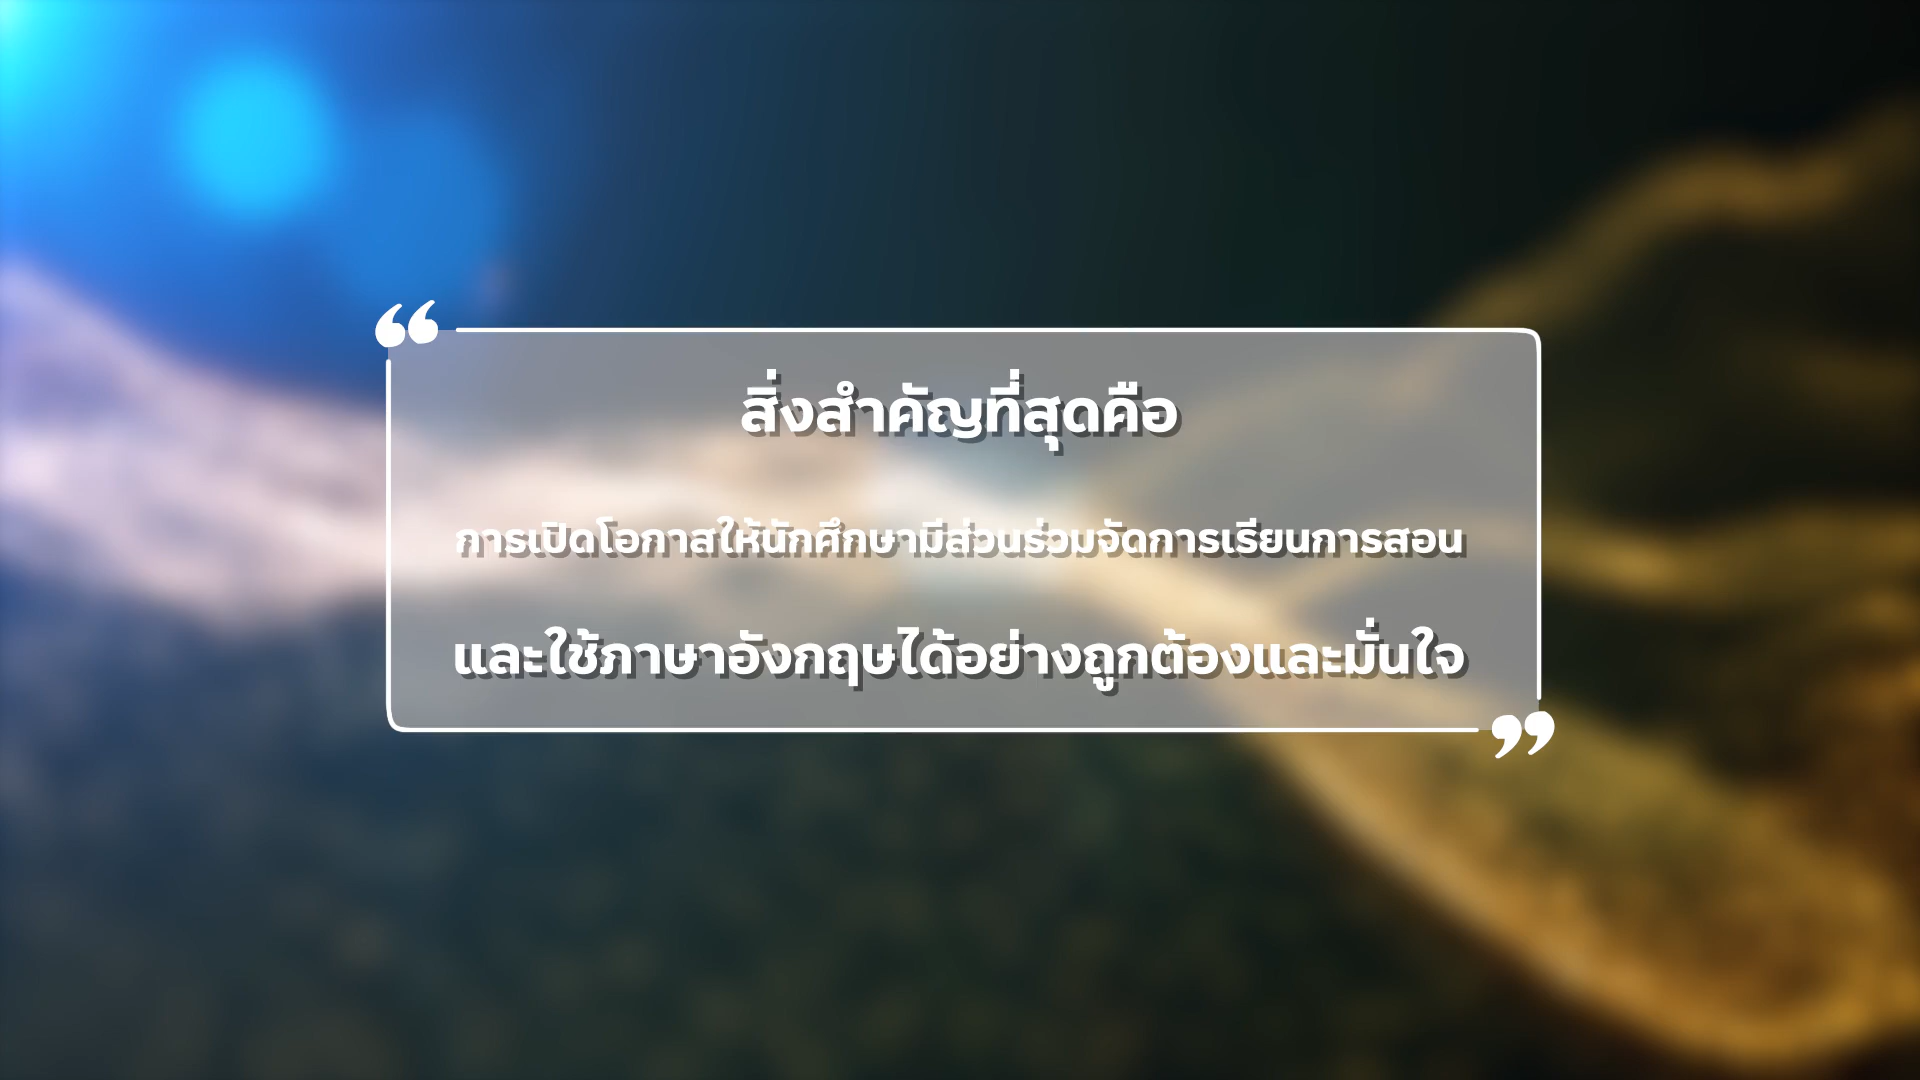 สิ่งสำคัญที่สุดคือ
การเปิดโอกาสให้นักศึกษามีส่วนร่วมจัดการเรียนการสอน
และใช้ภาษาอังกฤษได้อย่างถูกต้องและมั่นใจ